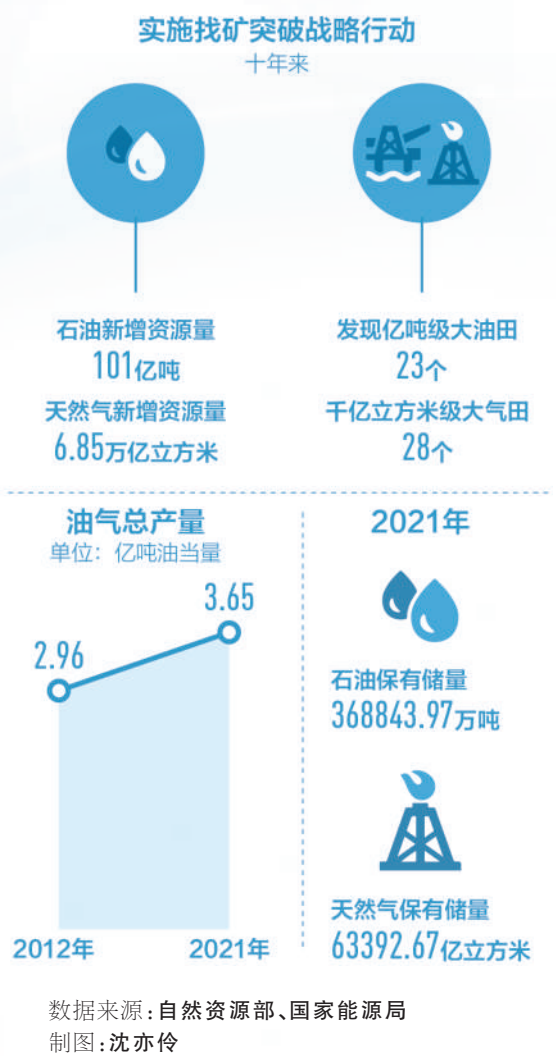 实施找矿突破战略行动
十年来
石油新增资源量
101亿吨
天然气新增资源量
6.85万亿立方米
发现亿吨级大油田
23个
千亿立方米级大气田
28个
油气总产量
单位：亿吨油当量
2.96
3.65
2012年
2021年
2021年
石油保有储量
368843.97万吨
天然气保有储量
63392.67亿立方米
数据来源：自然资源部、国家能源局
制图：沈亦伶